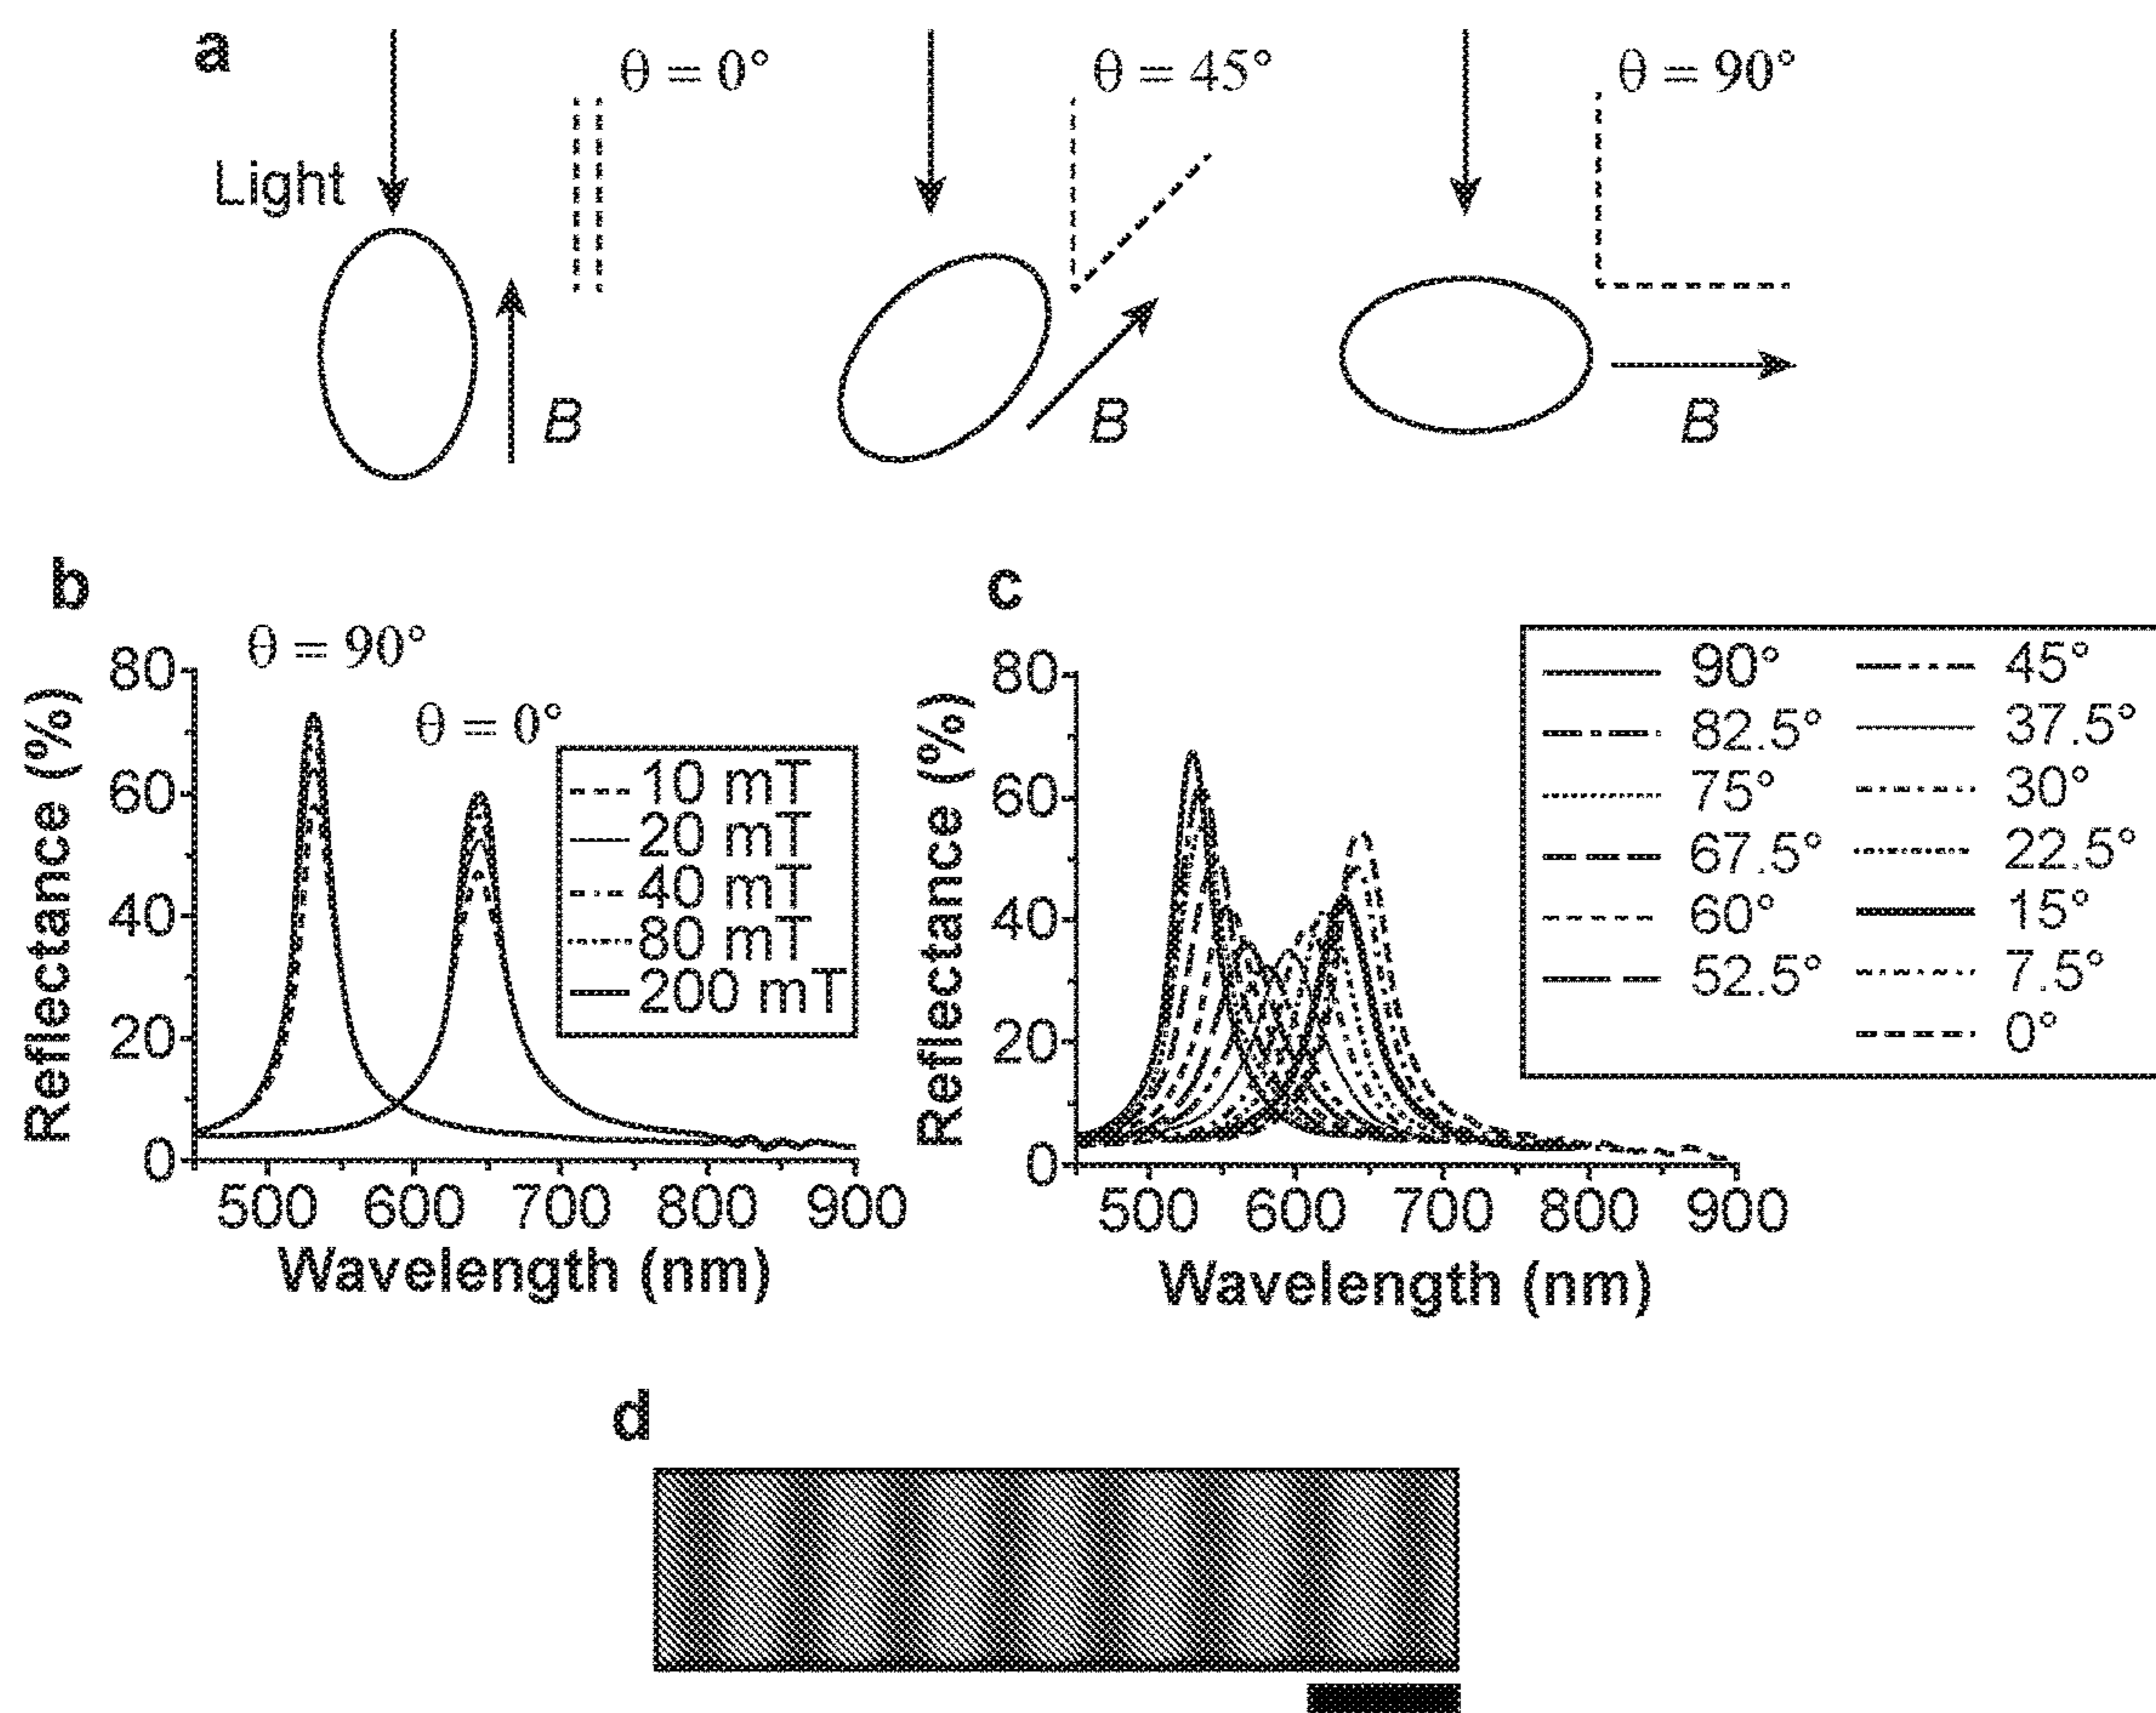 a
θ = 0°
θ = 45°
θ = 90°
Light
B
B
B
b
θ = 90°
θ = 0°
80
60
40
20
0
Reflectance (%)
10 mT
20 mT
40 mT
80 mT
200 mT
500 600 700 800 900
Wavelength (nm)
c
80
60
40
20
0
Reflectance (%)
90° 45°
82.5° 37.5°
75° 30°
67.5° 22.5°
60° 15°
52.5° 7.5°
0°
500 600 700 800 900
Wavelength (nm)
d